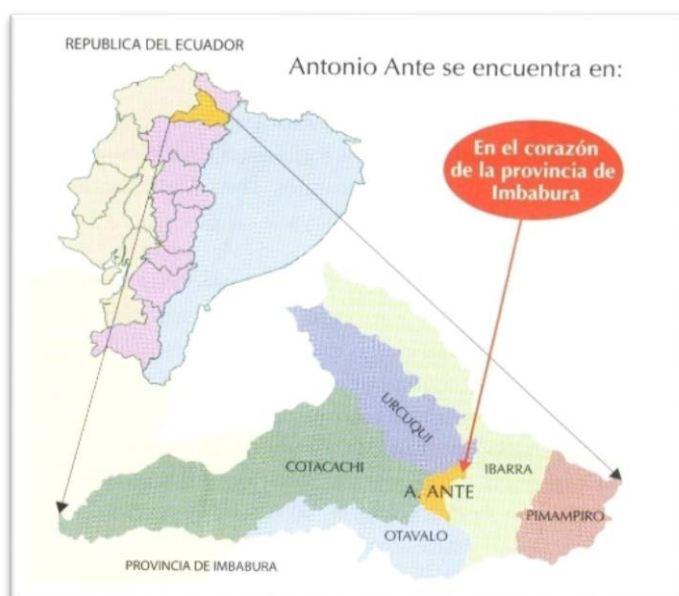 REPUBLICA DEL ECUADOR
Antonio Ante se encuentra en:
En el corazón
de la provincia de
Imbabura
URCUQUI
COTACACHI
IBARRA
A. ANTE
PIMAMPIRO
OTAVALO
PROVINCIA DE IMBABURA